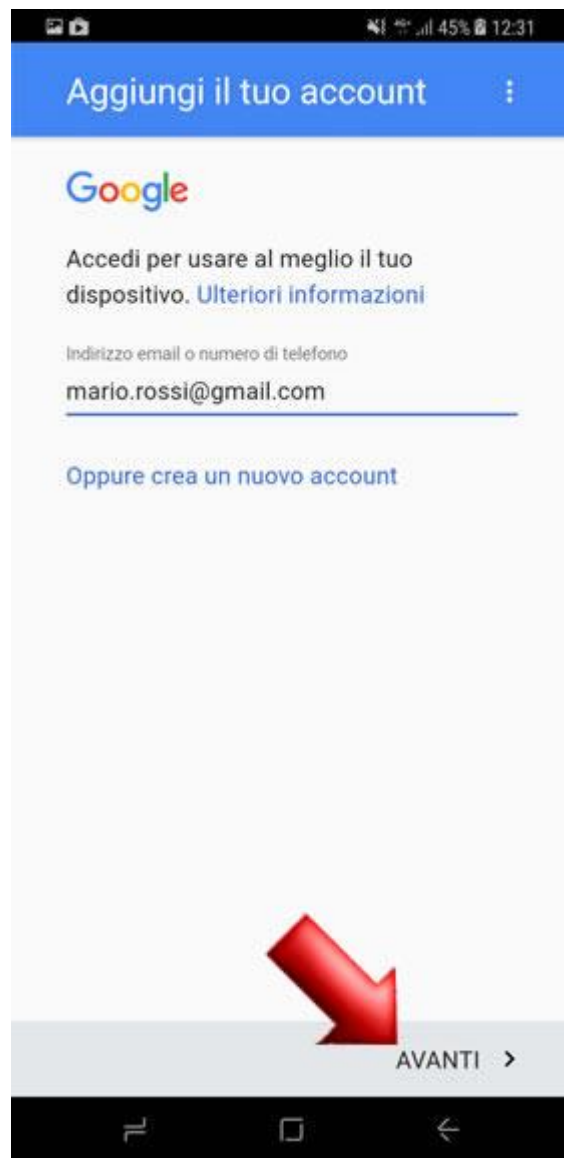 45% 12:31
Aggiungi il tuo account
Google
Accedi per usare al meglio il tuo
dispositivo. Ulteriori informazioni
Indirizzo email o numero di telefono
mario.rossi@gmail.com
Oppure crea un nuovo account
AVANTI